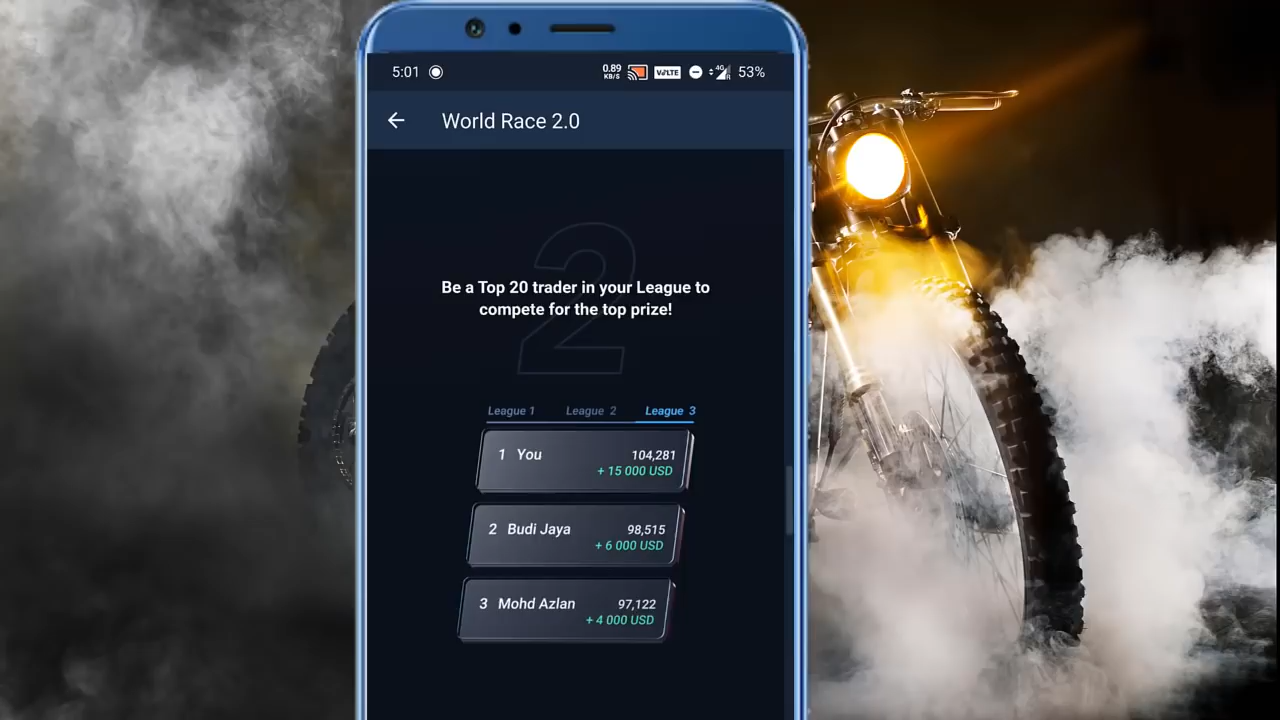 5:01
0.89 KB/S
VoLTE
4G
R
53%
World Race 2.0
2
Be a Top 20 trader in your League to
compete for the top prize!
League 1 League 2 League 3
1 You 104,281
+ 15 000 USD
2 Budi Jaya 98,515
+ 6 000 USD
3 Mohd Azlan 97,122
+ 4 000 USD